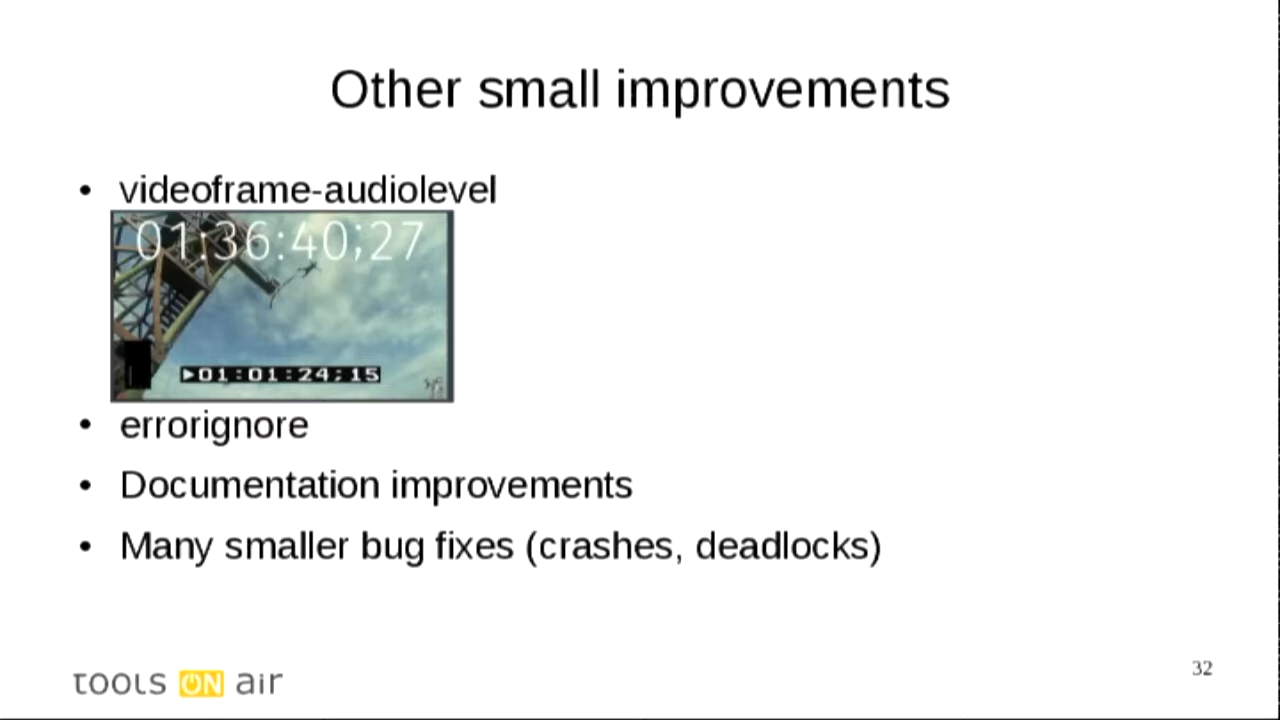 Other small improvements
• videoframe-audiolevel
01:36:40;27
▶01:01:24;15
• errorignore
• Documentation improvements
• Many smaller bug fixes (crashes, deadlocks)
TOOLS ON air
32